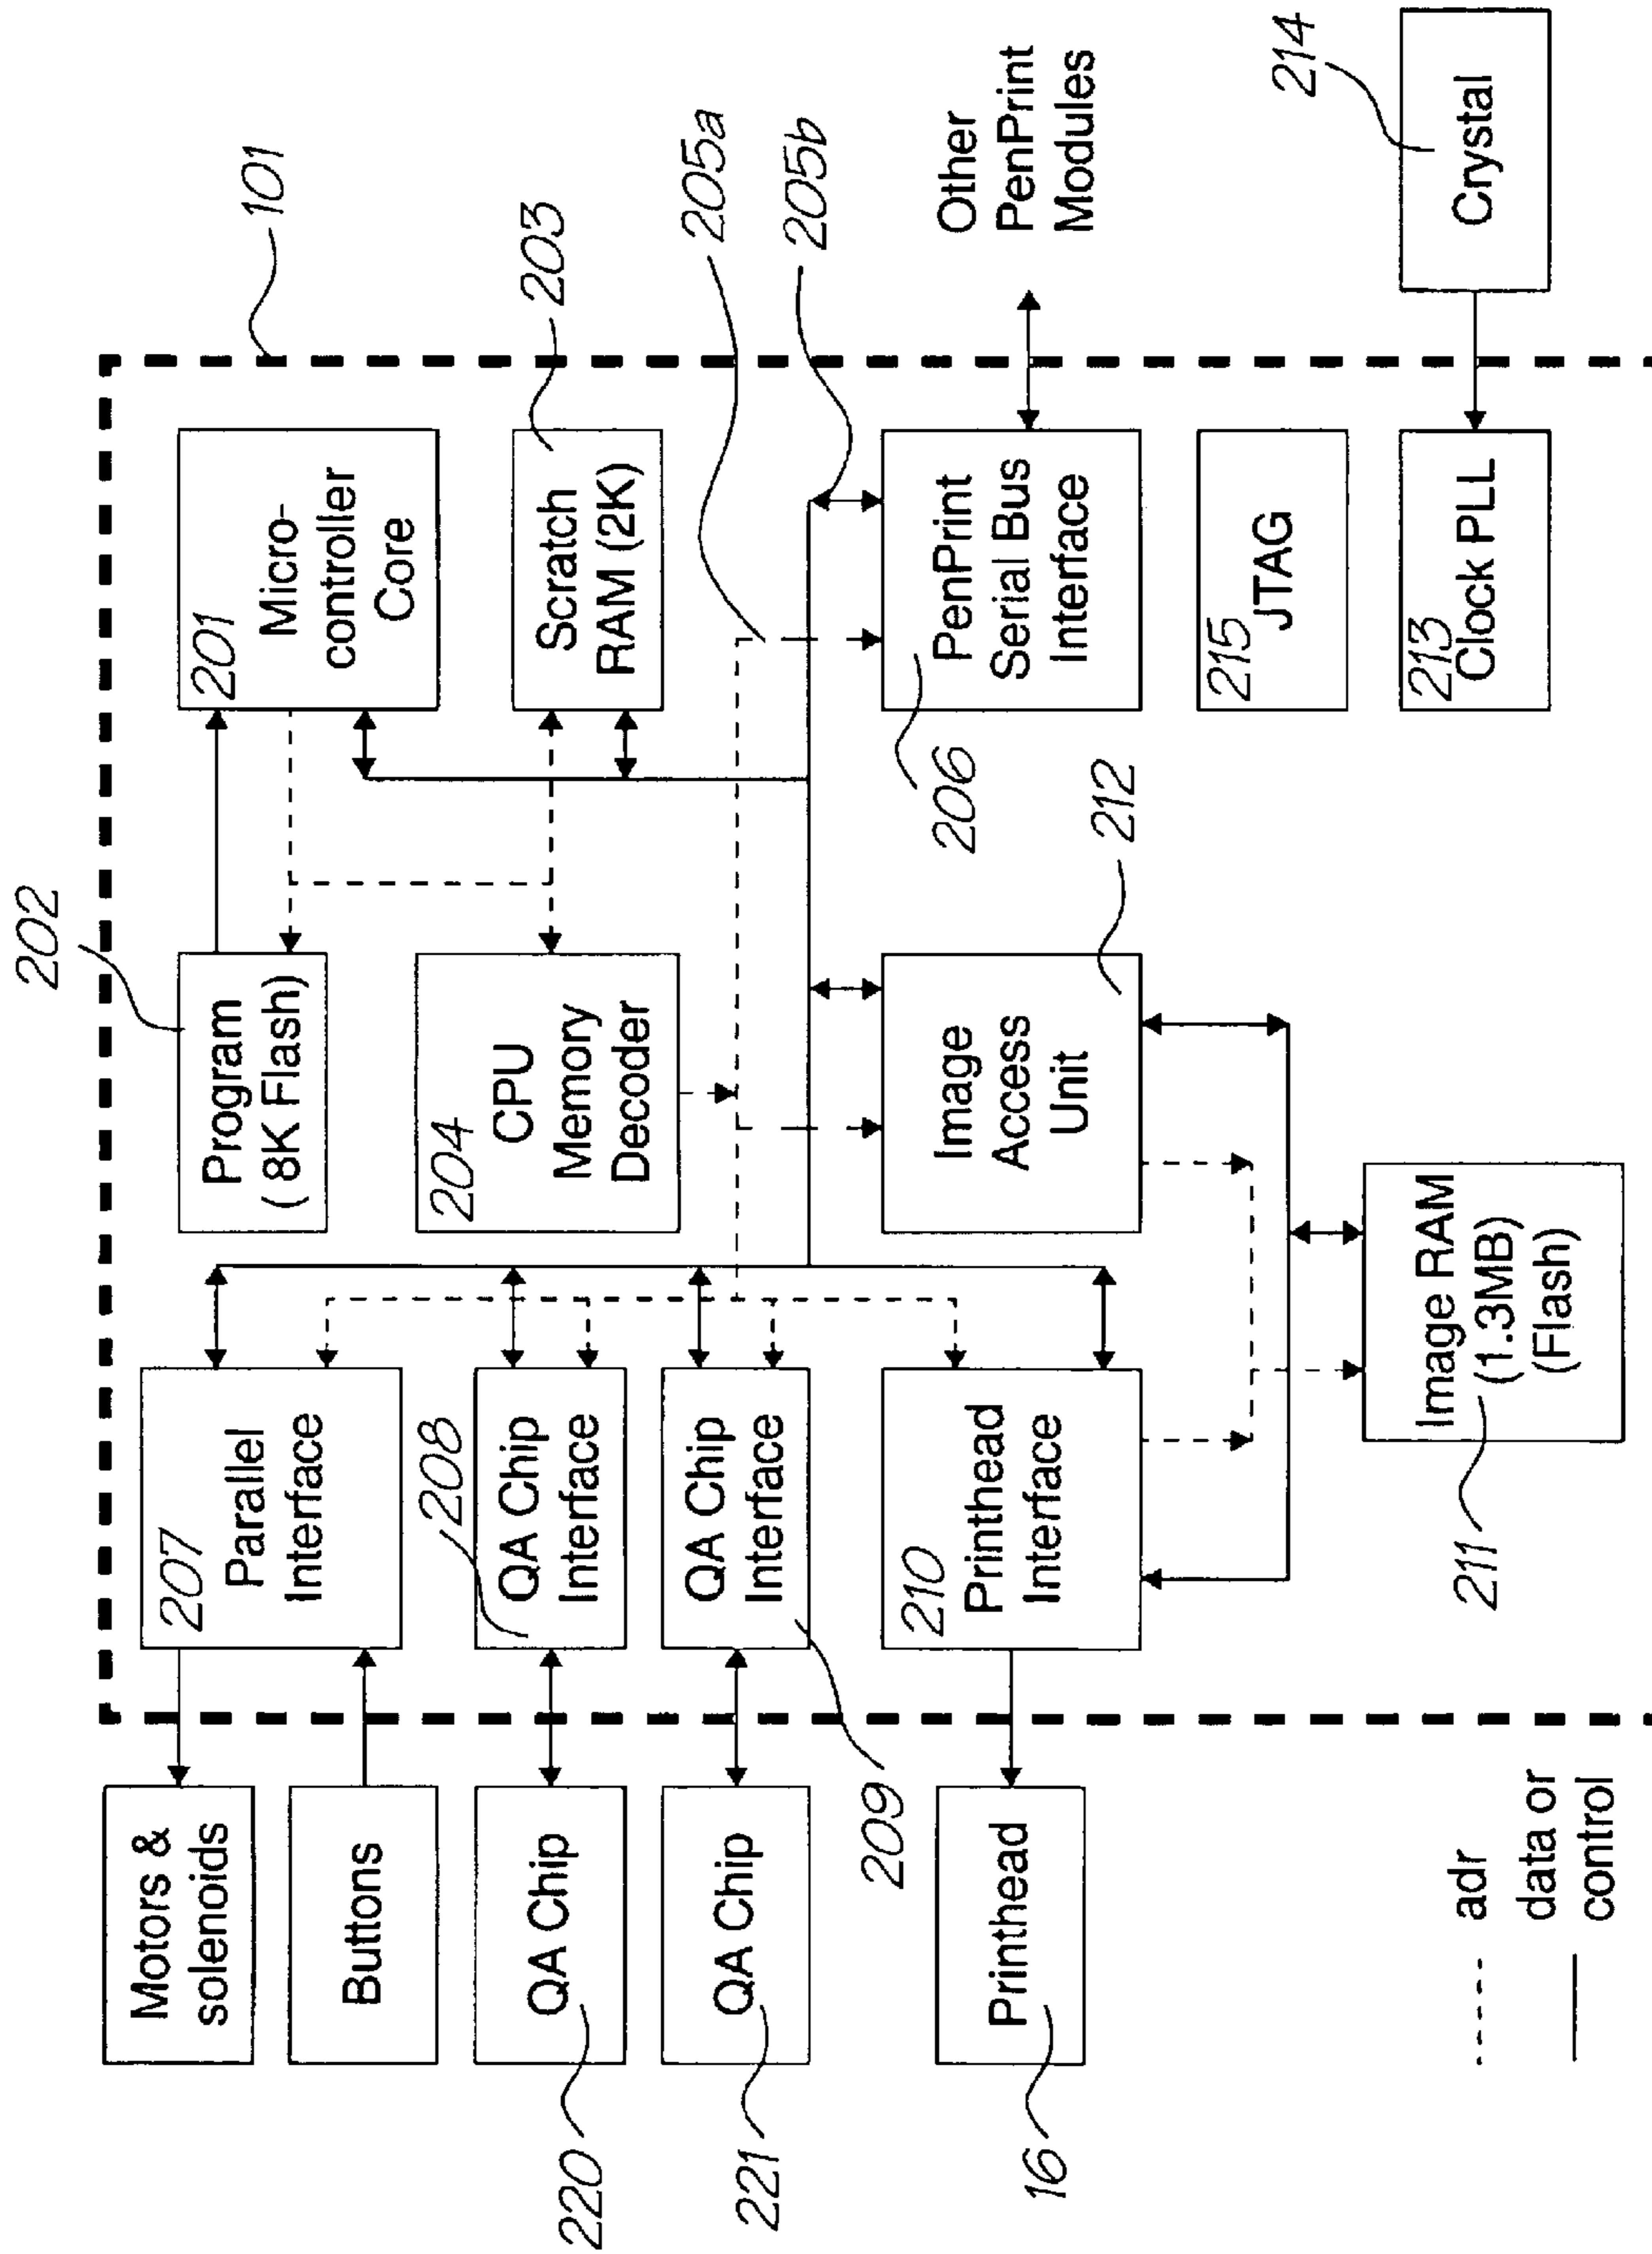 Motors &
solenoids
Buttons
QA Chip
220
QA Chip
221
Printhead
16
adr
data or
control
101
202
207
Parallel
Interface
208
QA Chip
Interface
QA Chip
Interface
209
210
Printhead
Interface
Program
( 8K Flash)
204
CPU
Memory
Decoder
Image
Access
Unit
212
Image RAM
(1.3MB)
(Flash)
211
201
Micro-
controller
Core
203
Scratch
RAM (2K)
205a
205b
PenPrint
Serial Bus
Interface
206
Other
PenPrint
Modules
215
JTAG
213
Clock PLL
214
Crystal